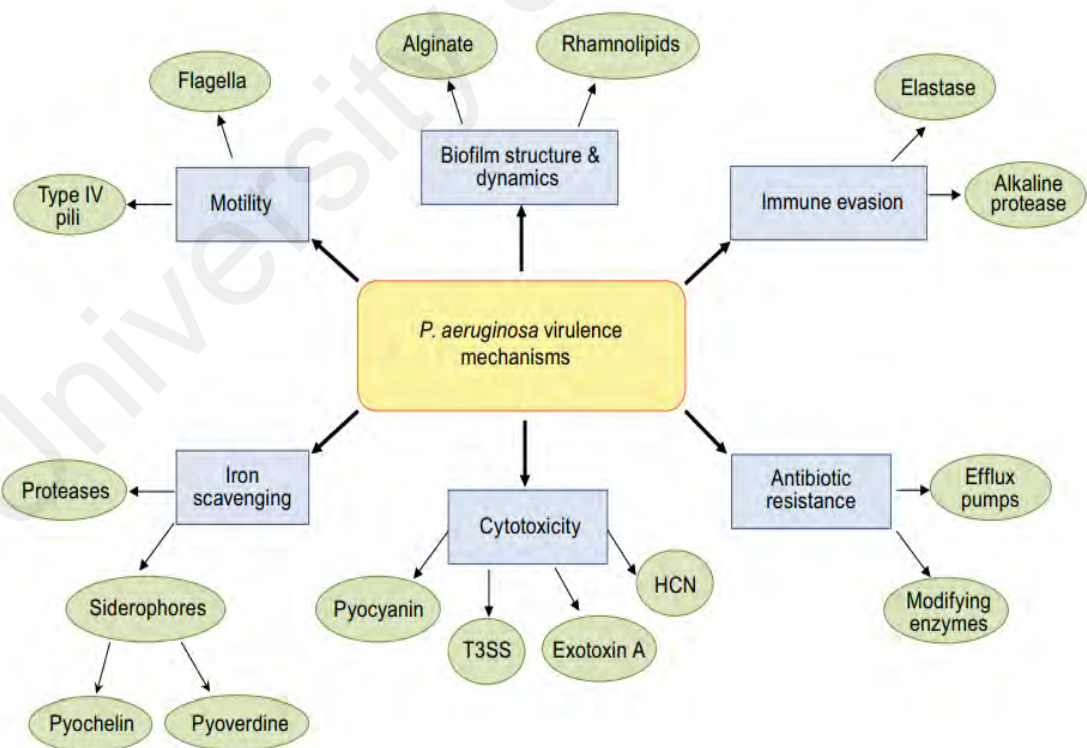 Alginate
Rhamnolipids
Flagella
Elastase
Biofilm structure &
dynamics
Type IV
pili
Motility
Immune evasion
Alkaline
protease
P. aeruginosa virulence
mechanisms
Proteases
Iron
scavenging
Antibiotic
resistance
Efflux
pumps
Cytotoxicity
Siderophores
Pyocyanin
HCN
Modifying
enzymes
T3SS
Exotoxin A
Pyochelin
Pyoverdine
University